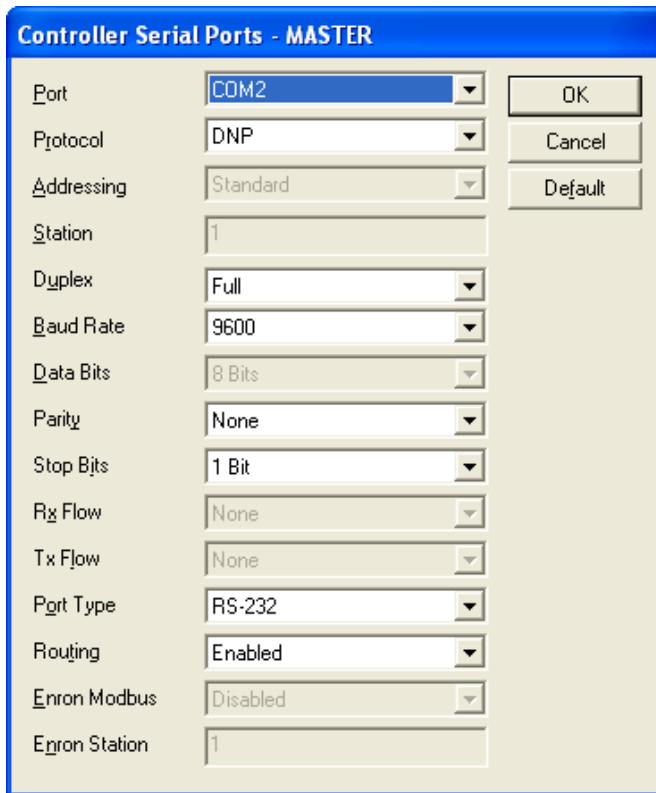 Controller Serial Ports - MASTER
Port COM2 OK
Protocol DNP Cancel
Addressing Standard Default
Station 1
Duplex Full
Baud Rate 9600
Data Bits 8 Bits
Parity None
Stop Bits 1 Bit
Rx Flow None
Tx Flow None
Port Type RS-232
Routing Enabled
Enron Modbus Disabled
Enron Station 1